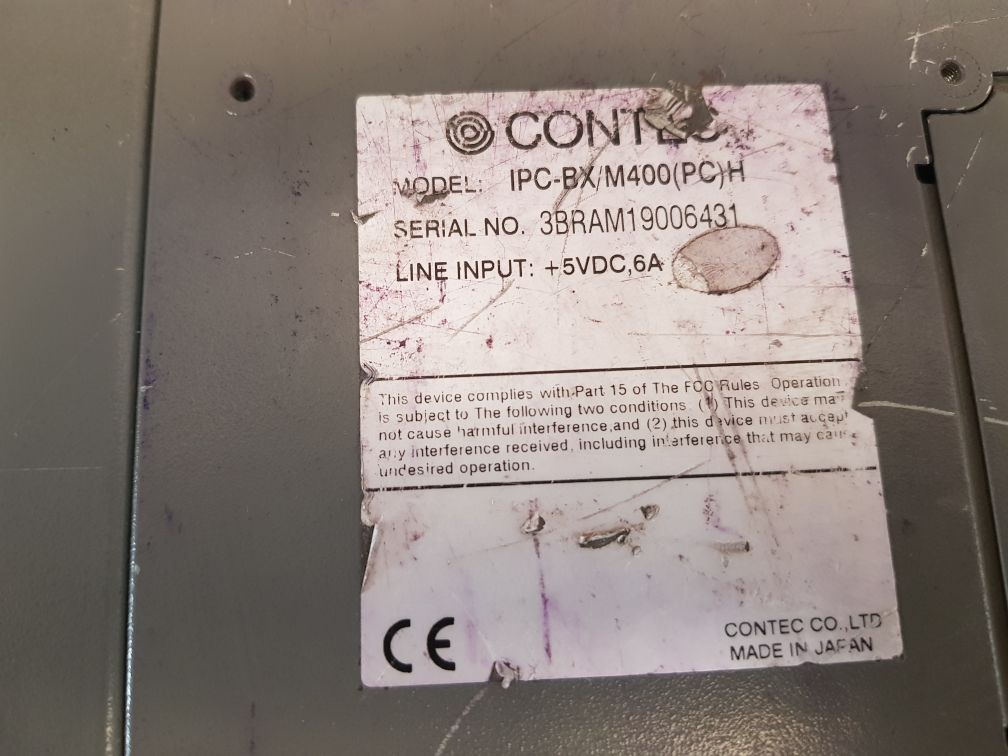 CONTEC
MODEL: IPC-BX/M400(PC)H
SERIAL NO. 3BRAM19006431
LINE INPUT: +5VDC,6A
This device complies with Part 15 of The FCC Rules Operation
is subject to The following two conditions (1) This device may
not cause harmful interference,and (2) this device must accept
any interference received, including interference that may cause
undesired operation.
CE
CONTEC CO.,LTD
MADE IN JAPAN